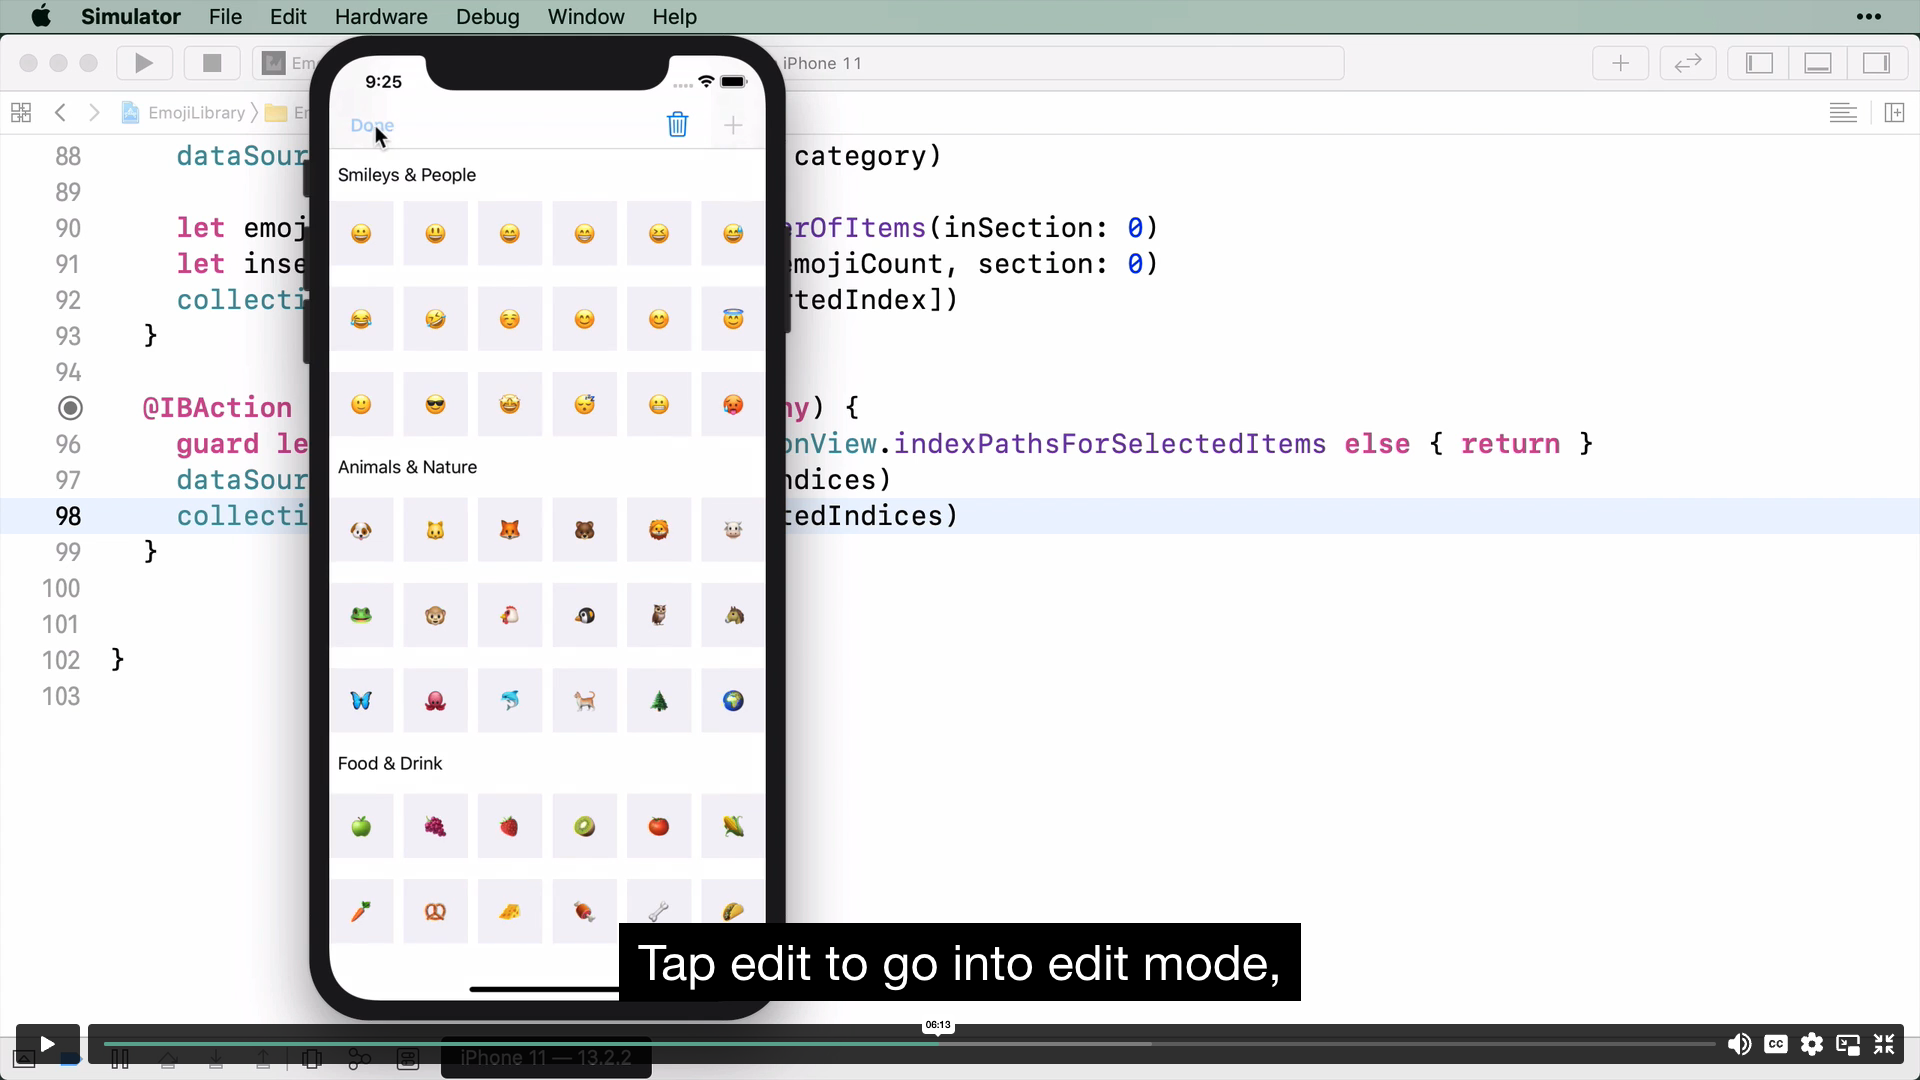 Simulator File Edit Hardware Debug Window Help
iPhone 11
9:25
EmojiLibrary
Done
88 dataSour category)
Smileys & People
89
90 let emoj erOfItems(inSection: 0)
91 let inse emojiCount, section: 0)
92 collecti rtedIndex])
93 }
94
@IBAction ny) {
96 guard le onView.indexPathsForSelectedItems else { return }
Animals & Nature
97 dataSour ndices)
98 collecti tedIndices)
99 }
100
101
102 }
103
Food & Drink
Tap edit to go into edit mode,
06:13
CC
iPhone 11 — 13.2.2